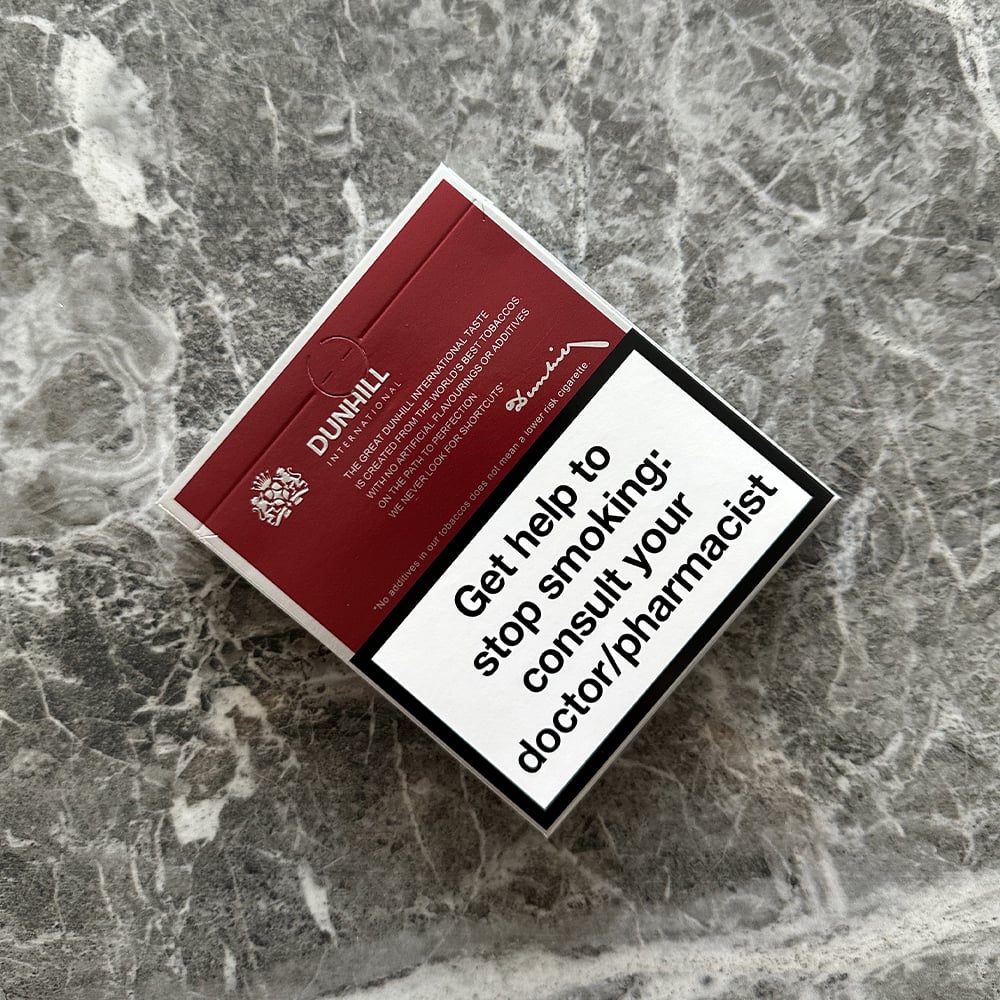 DUNHILL
INTERNATIONAL
THE GREAT DUNHILL INTERNATIONAL TASTE
IS CREATED FROM THE WORLD'S BEST TOBACCOS.
WITH NO ARTIFICIAL FLAVOURINGS OR ADDITIVES
ON THE PATH TO PERFECTION
WE NEVER LOOK FOR SHORTCUTS*
Dunhill
*No additives in our tobaccos does not mean a lower risk cigarette.
Get help to
stop smoking:
consult your
doctor/pharmacist